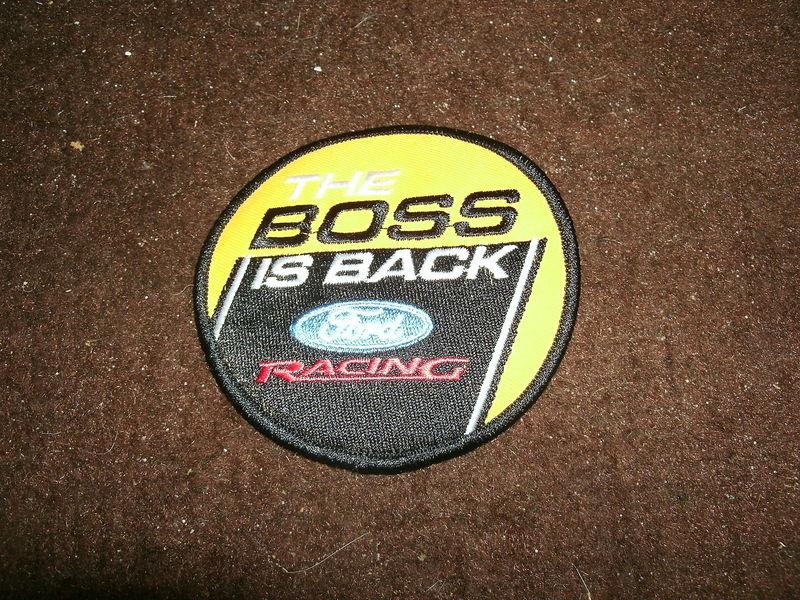 THE
BOSS
IS BACK
Ford
RACING